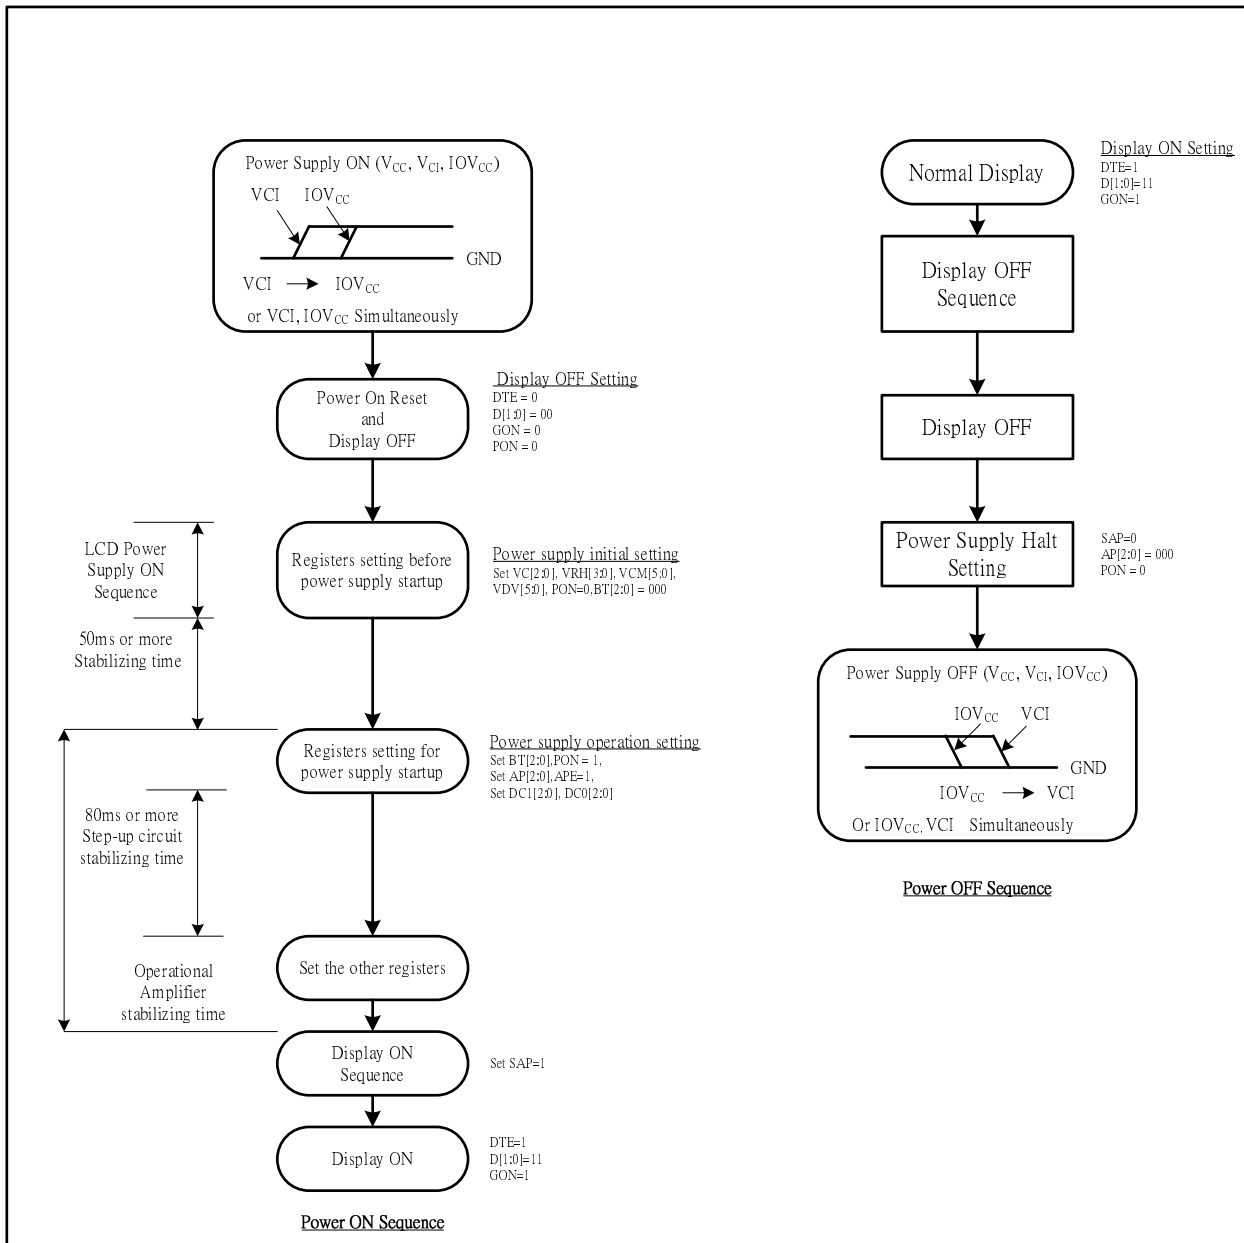 Power Supply ON (VCC, VCI, IOVCC)
VCI IOVCC
GND
VCI IOVCC
or VCI, IOVCC Simultaneously
Power On Reset
and
Display OFF
Display OFF Setting
DTE = 0
D[1:0] = 00
GON = 0
PON = 0
LCD Power
Supply ON
Sequence
Registers setting before
power supply startup
Power supply initial setting
Set VC[2:0], VRH[3:0], VCM[5:0],
VDV[5:0], PON=0,BT[2:0] = 000
50ms or more
Stabilizing time
Registers setting for
power supply startup
Power supply operation setting
Set BT[2:0],PON = 1,
Set AP[2:0],APE=1,
Set DC1[2:0], DC0[2:0]
80ms or more
Step-up circuit
stabilizing time
Set the other registers
Operational
Amplifier
stabilizing time
Display ON
Sequence
Set SAP=1
Display ON
DTE=1
D[1:0]=11
GON=1
Power ON Sequence
Normal Display
Display ON Setting
DTE=1
D[1:0]=11
GON=1
Display OFF
Sequence
Display OFF
Power Supply Halt
Setting
SAP=0
AP[2:0] = 000
PON = 0
Power Supply OFF (VCC, VCI, IOVCC)
IOVCC VCI
GND
IOVCC VCI
Or IOVCC, VCI Simultaneously
Power OFF Sequence